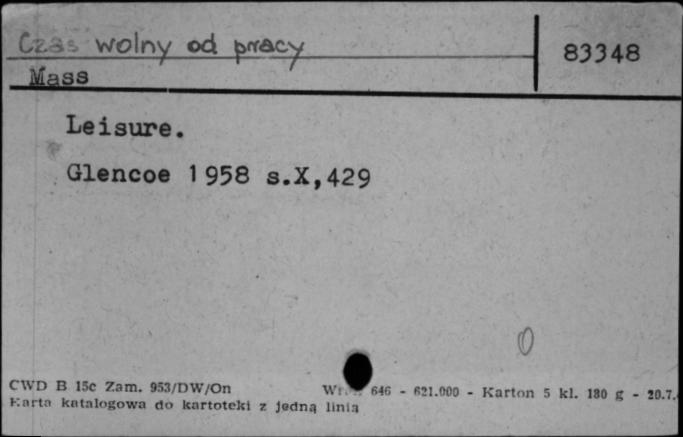 Czas wolny od pracy
83348
Mass
Leisure.
Glencoe 1958 s.X,429
0
CWD B 15c Zam. 953/DW/On 646 - 621.000 - Karton 5 kl. 180 g - 20.7.
Karta katalogowa do kartoteki z jedną linią